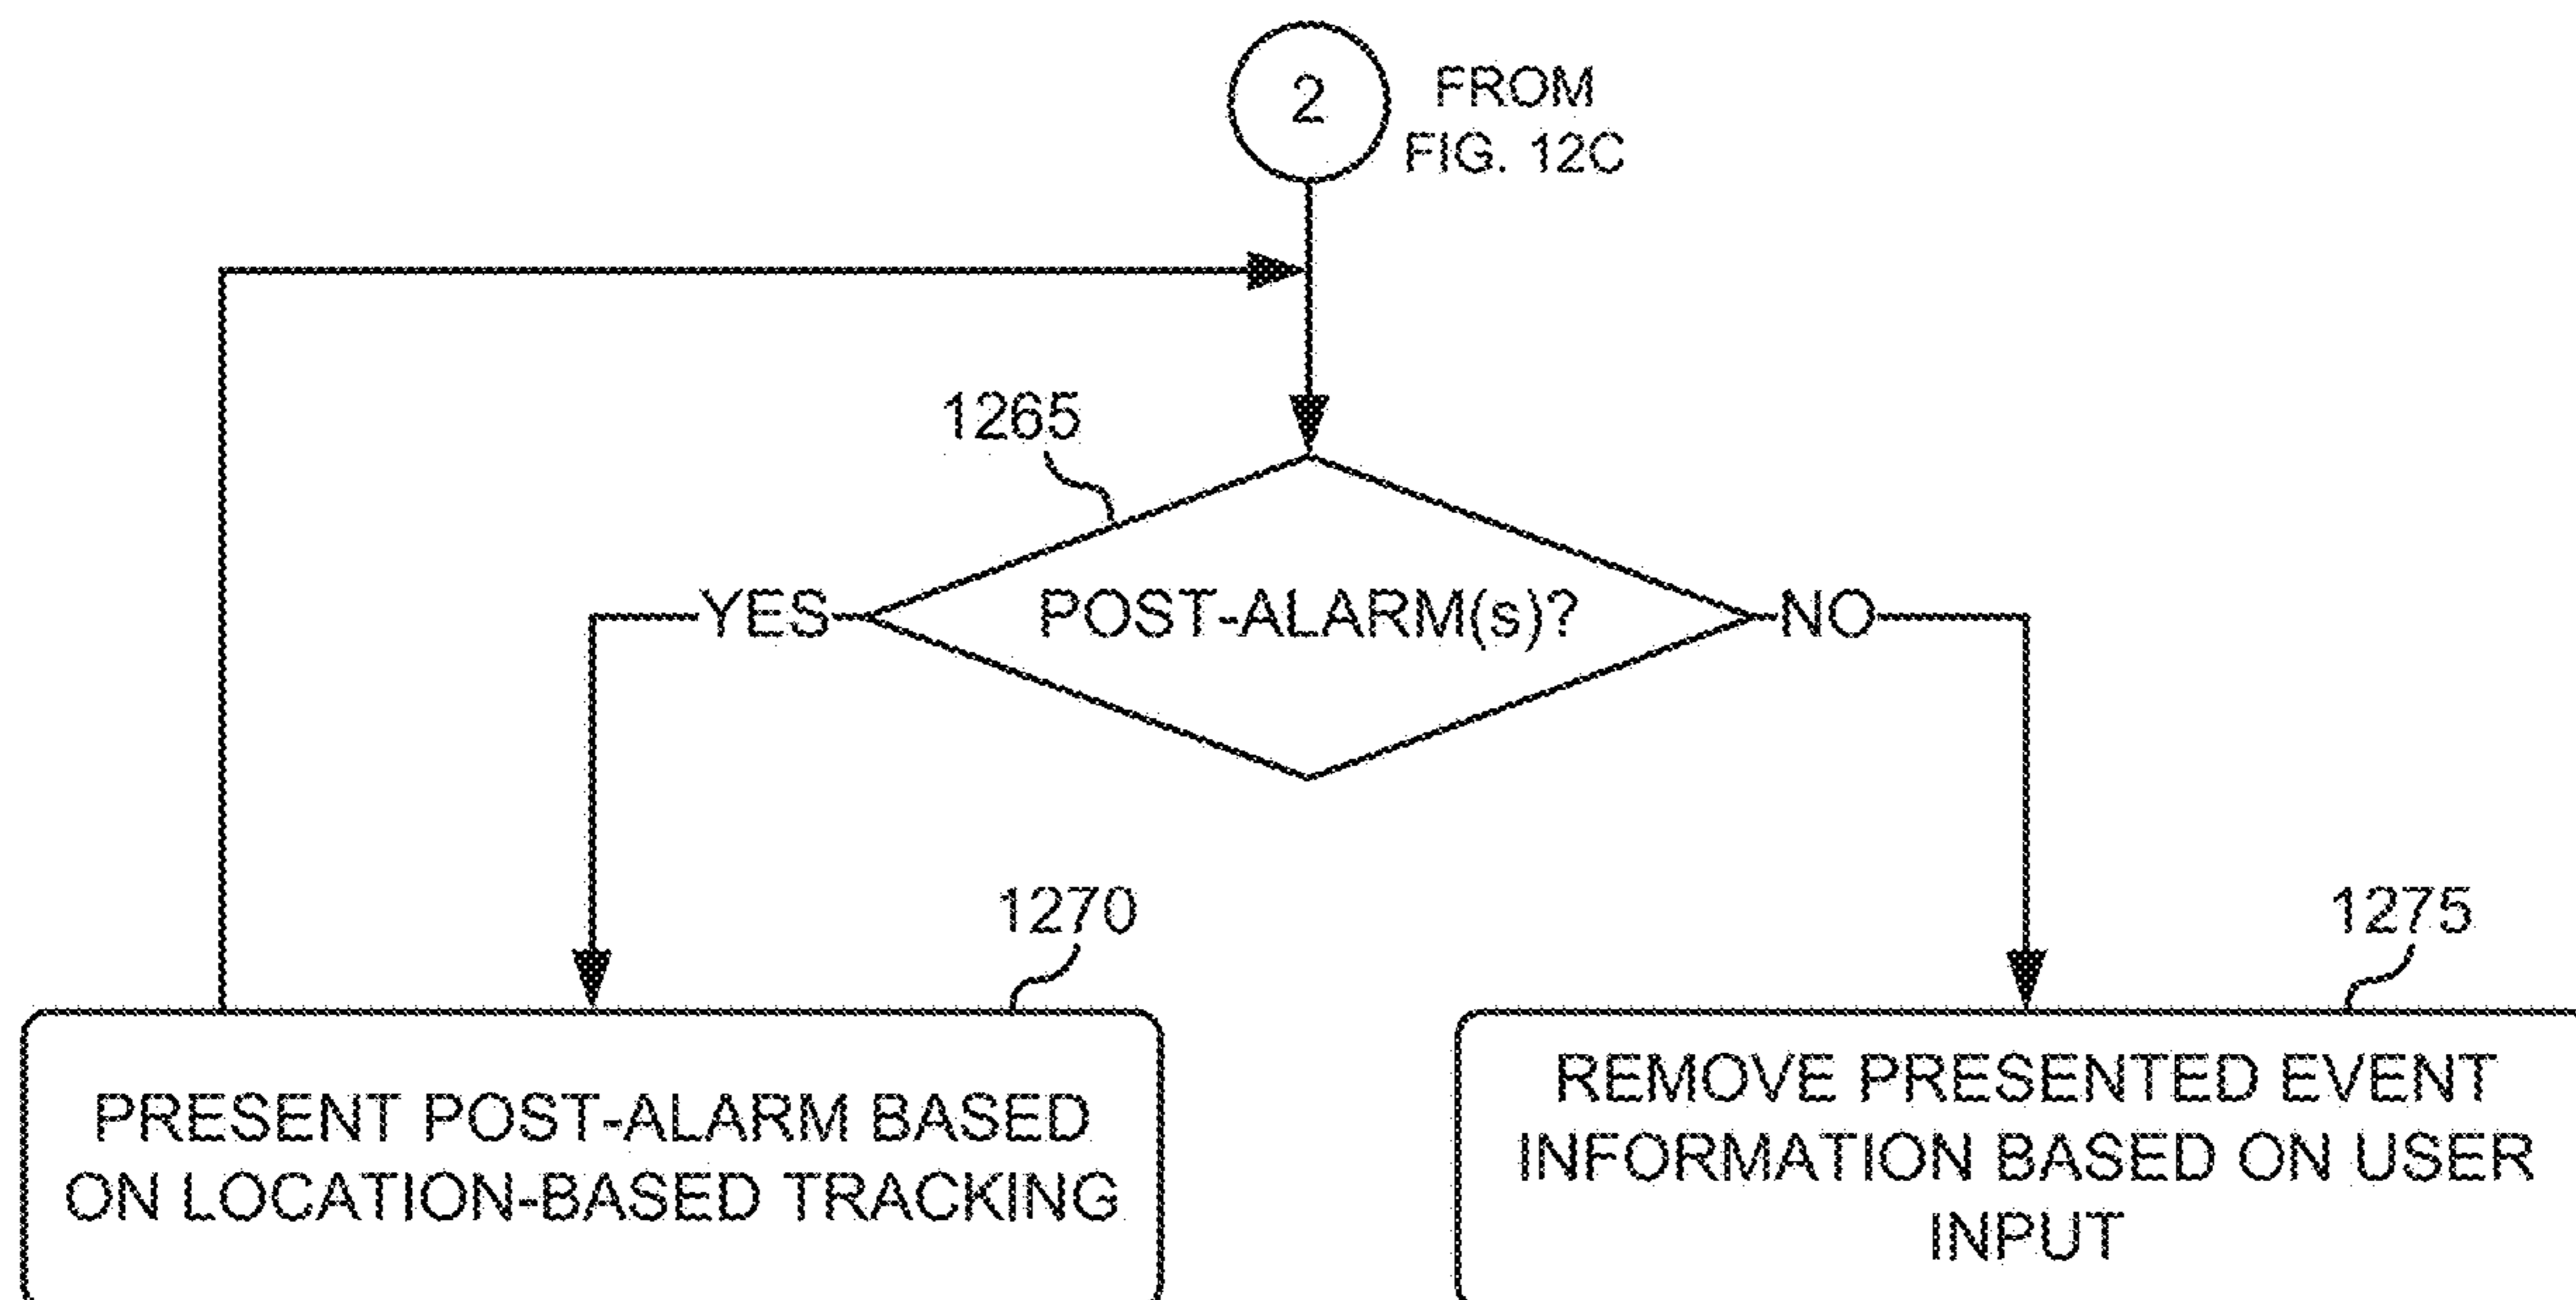 2
FROM
FIG. 12C
1265
YES
POST-ALARM(s)?
NO
1270
1275
PRESENT POST-ALARM BASED
ON LOCATION-BASED TRACKING
REMOVE PRESENTED EVENT
INFORMATION BASED ON USER
INPUT